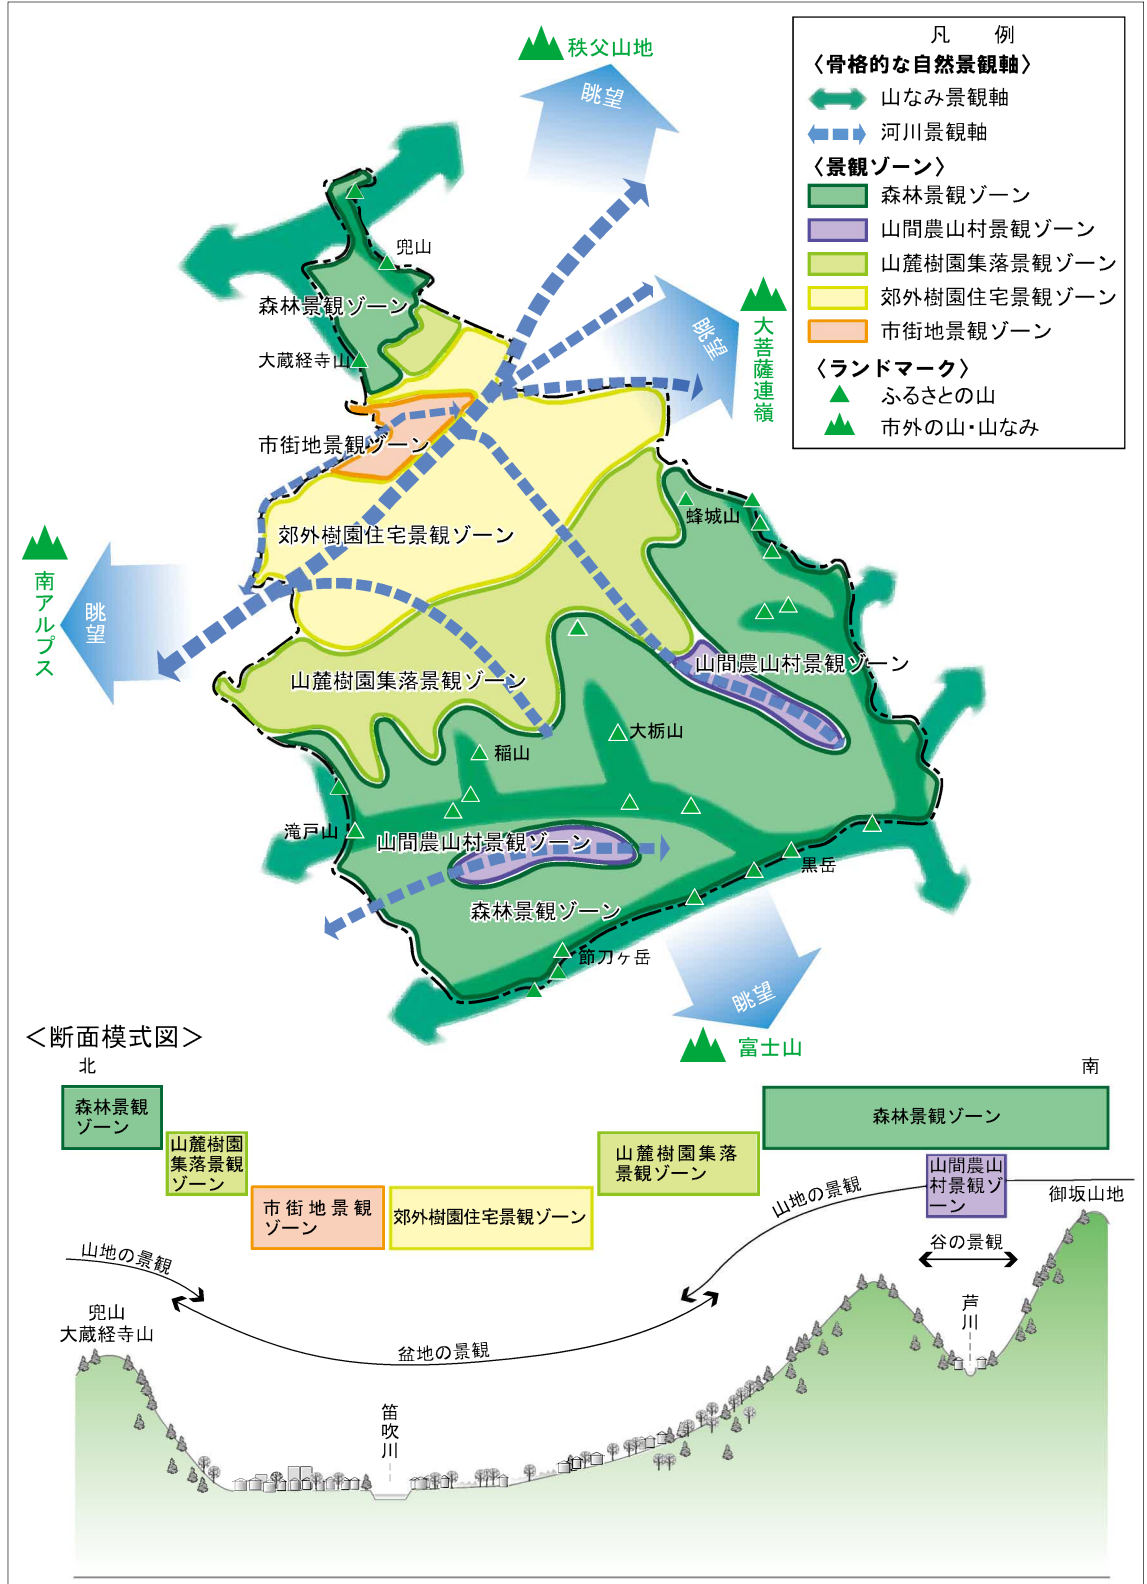 秩父山地
眺望
凡 例
〈骨格的な自然景観軸〉
山なみ景観軸
河川景観軸
〈景観ゾーン〉
森林景観ゾーン
山間農山村景観ゾーン
山麓樹園集落景観ゾーン
郊外樹園住宅景観ゾーン
市街地景観ゾーン
〈ランドマーク〉
ふるさとの山
市外の山・山なみ
兜山
森林景観ゾーン
大蔵経寺山
眺望
大菩薩連嶺
市街地景観ゾーン
蜂城山
郊外樹園住宅景観ゾーン
南アルプス
眺望
山間農山村景観ゾーン
山麓樹園集落景観ゾーン
大栃山
稲山
滝戸山
山間農山村景観ゾーン
黒岳
森林景観ゾーン
節刀ヶ岳
眺望
富士山
＜断面模式図＞
北
南
森林景観
ゾーン
山麓樹園
集落景観
ゾーン
市街地景観
ゾーン
郊外樹園住宅景観ゾーン
山麓樹園集落
景観ゾーン
森林景観ゾーン
山間農山
村景観ゾ
ーン
山地の景観
御坂山地
谷の景観
山地の景観
兜山
大蔵経寺山
盆地の景観
芦川
笛吹川